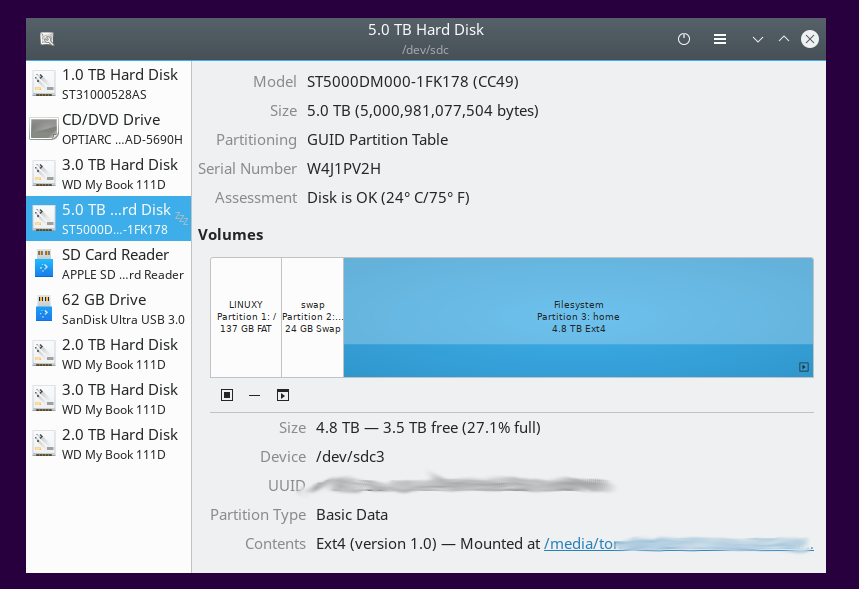 5.0 TB Hard Disk
/dev/sdc
1.0 TB Hard Disk
ST31000528AS
CD/DVD Drive
OPTIARC ...AD-5690H
3.0 TB Hard Disk
WD My Book 111D
5.0 TB ...rd Disk
ST5000D...-1FK178
SD Card Reader
APPLE SD ...rd Reader
62 GB Drive
SanDisk Ultra USB 3.0
2.0 TB Hard Disk
WD My Book 111D
3.0 TB Hard Disk
WD My Book 111D
2.0 TB Hard Disk
WD My Book 111D
Model ST5000DM000-1FK178 (CC49)
Size 5.0 TB (5,000,981,077,504 bytes)
Partitioning GUID Partition Table
Serial Number W4J1PV2H
Assessment Disk is OK (24° C/75° F)
Volumes
LINUXY
Partition 1: /
137 GB FAT
swap
Partition 2:...
24 GB Swap
Filesystem
Partition 3: home
4.8 TB Ext4
Size 4.8 TB — 3.5 TB free (27.1% full)
Device /dev/sdc3
UUID
Partition Type Basic Data
Contents Ext4 (version 1.0) — Mounted at /media/